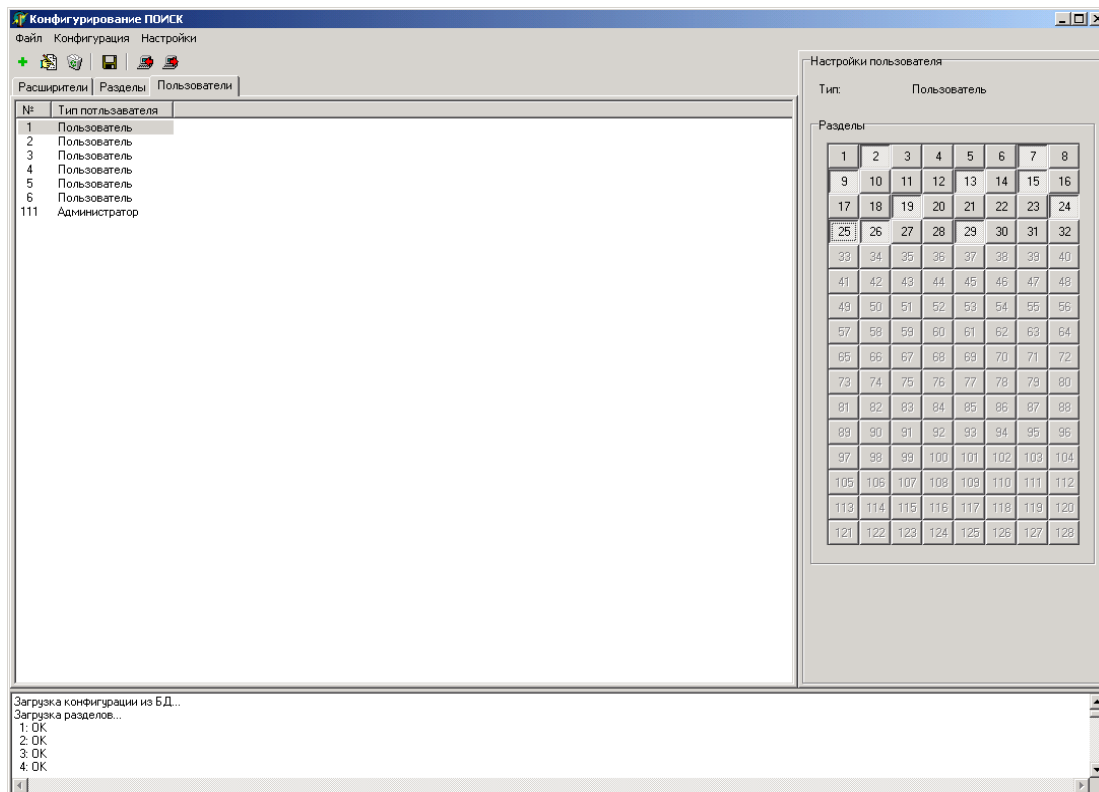 Конфигурирование ПОИСК
Файл Конфигурация Настройки
Расширители Разделы Пользователи
№ Тип потльзавателя
1 Пользователь
2 Пользователь
3 Пользователь
4 Пользователь
5 Пользователь
6 Пользователь
111 Администратор
Настройки пользователя
Тип: Пользователь
Разделы
1 2 3 4 5 6 7 8
9 10 11 12 13 14 15 16
17 18 19 20 21 22 23 24
25 26 27 28 29 30 31 32
33 34 35 36 37 38 39 40
41 42 43 44 45 46 47 48
49 50 51 52 53 54 55 56
57 58 59 60 61 62 63 64
65 66 67 68 69 70 71 72
73 74 75 76 77 78 79 80
81 82 83 84 85 86 87 88
89 90 91 92 93 94 95 96
97 98 99 100 101 102 103 104
105 106 107 108 109 110 111 112
113 114 115 116 117 118 119 120
121 122 123 124 125 126 127 128
Загрузка конфигурации из БД...
Загрузка разделов...
1: OK
2: OK
3: OK
4: OK